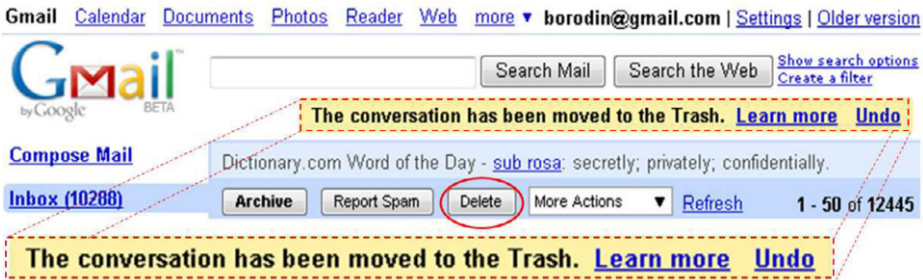 Gmail Calendar Documents Photos Reader Web more ▼ borodin@gmail.com | Settings | Older version
Gmail by Google BETA
Search Mail Search the Web Show search options
Create a filter
The conversation has been moved to the Trash. Learn more Undo
Compose Mail
Dictionary.com Word of the Day - sub rosa: secretly; privately; confidentially.
Inbox (10288) Archive Report Spam Delete More Actions ▼ Refresh 1 - 50 of 12445
The conversation has been moved to the Trash. Learn more Undo